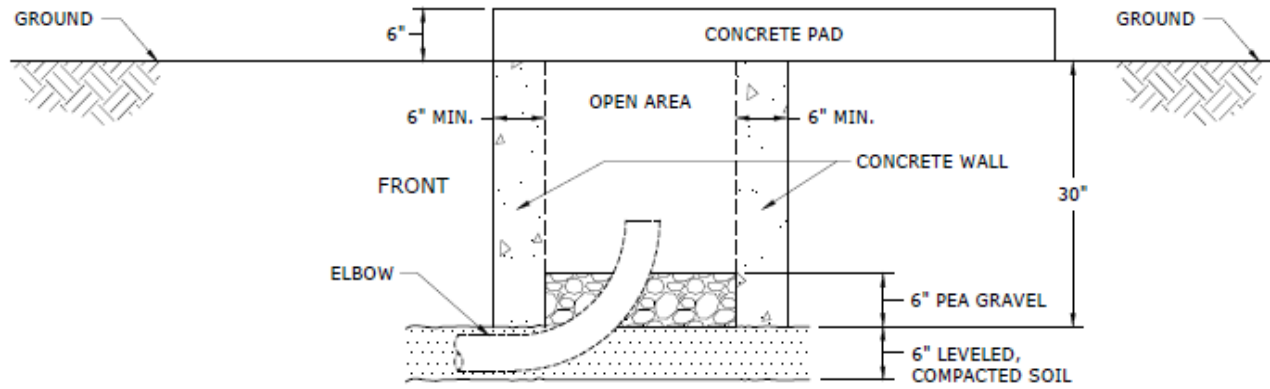 GROUND
6"
CONCRETE PAD
GROUND
OPEN AREA
6" MIN.
6" MIN.
CONCRETE WALL
FRONT
30"
ELBOW
6" PEA GRAVEL
6" LEVELED,
COMPACTED SOIL